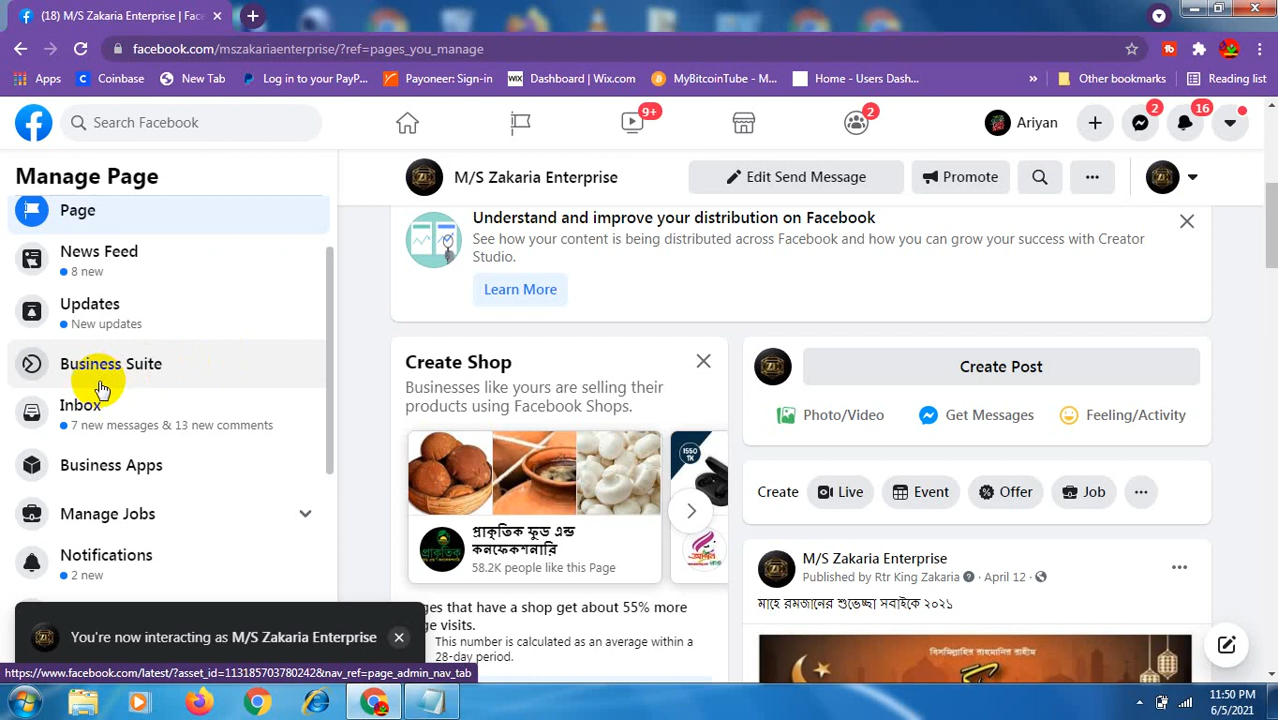 (18) M/S Zakaria Enterprise | Fac
facebook.com/mszakariaenterprise/?ref=pages_you_manage
Apps
Coinbase
New Tab
Log in to your PayP...
Payoneer: Sign-in
WIX
Dashboard | Wix.com
MyBitcoinTube - M...
Home - Users Dash...
»
Other bookmarks
Reading list
Search Facebook
9+
2
Ariyan
2
16
Manage Page
Page
News Feed
8 new
Updates
New updates
Business Suite
Inbox
7 new messages & 13 new comments
Business Apps
Manage Jobs
Notifications
2 new
You're now interacting as M/S Zakaria Enterprise
https://www.facebook.com/latest/?asset_id=113185703780242&nav_ref=page_admin_nav_tab
M/S Zakaria Enterprise
Edit Send Message
Promote
Understand and improve your distribution on Facebook
See how your content is being distributed across Facebook and how you can grow your success with Creator
Studio.
Learn More
Create Shop
Businesses like yours are selling their
products using Facebook Shops.
1550
TK
প্রাকৃতিক ফুড এন্ড
কনফেকশনারি
58.2K people like this Page
ges that have a shop get about 55% more
ge visits.
This number is calculated as an average within a
28-day period.
Create Post
Photo/Video
Get Messages
Feeling/Activity
Create
Live
Event
Offer
Job
M/S Zakaria Enterprise
Published by Rtr King Zakaria · April 12 ·
মাহে রমজানের শুভেচ্ছা সবাইকে ২০২১
বিসমিল্লাহির রাহমানির রাহীম
11:50 PM
6/5/2021